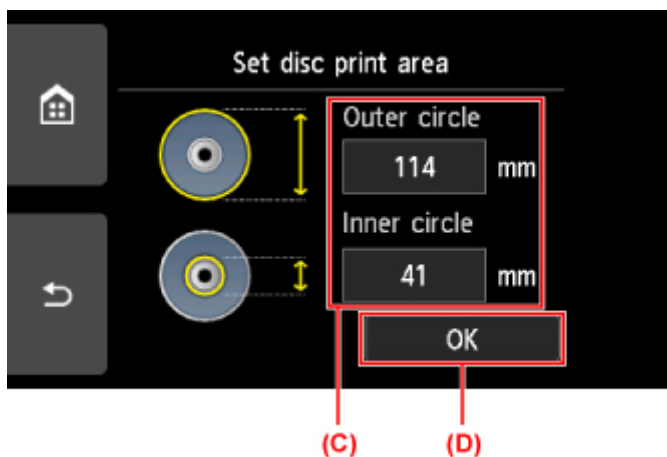 Set disc print area
Outer circle
114 mm
Inner circle
41 mm
OK
(C) (D)